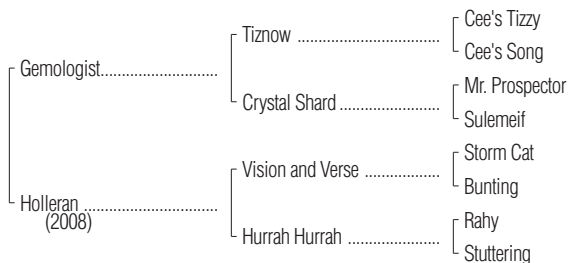 Cee's Tizzy
Tiznow ..............................................
Cee's Song
Gemologist.....................................
Mr. Prospector
Crystal Shard ................................
Sulemeif
Storm Cat
Vision and Verse ........................
Bunting
Holleran ..........................................
(2008)
Rahy
Hurrah Hurrah ..............................
Stuttering